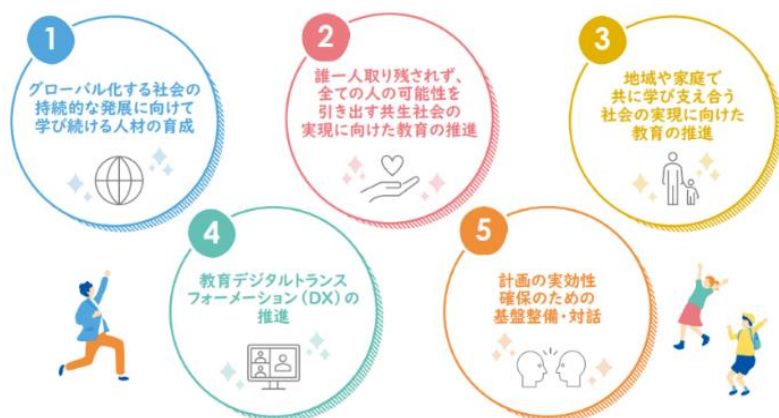 1
グローバル化する社会の
持続的な発展に向けて
学び続ける人材の育成
2
誰一人取り残されず、
全ての人の可能性を
引き出す共生社会の
実現に向けた教育の推進
3
地域や家庭で
共に学び支え合う
社会の実現に向けた
教育の推進
4
教育デジタルトランス
フォーメーション（DX）の
推進
5
計画の実効性
確保のための
基盤整備・対話